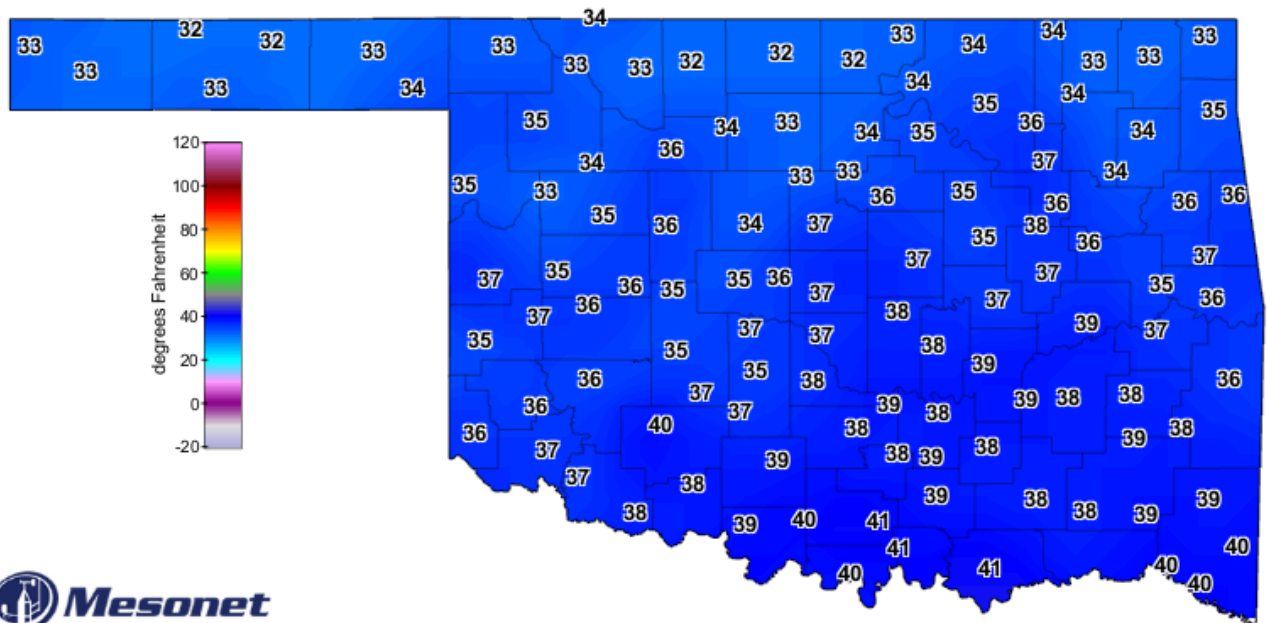 34
33 32 32 33 33 33 33 32 32 32 33 34 34 33 33 33
33 33 34 34
35 34 33 34 35 35 36 34 34 35
36 37
35 33 34 33 33 36 35 36 34 36 36
35 36 34 37 35 38 36
37 35 36 35 35 36 37 37 37 35 37 36
37 36 38 37
35 35 37 37 38 39 39 37
36 37 35 38 39 38 38 36
36 36 40 37 38 39 38 38 39 38
37 39 38 39 38
37 38 38 39 40 41 39 38 38 39 39
38 41 40
40 41 40 40
120
100
80
60
40
20
0
-20
degrees Fahrenheit
Mesonet